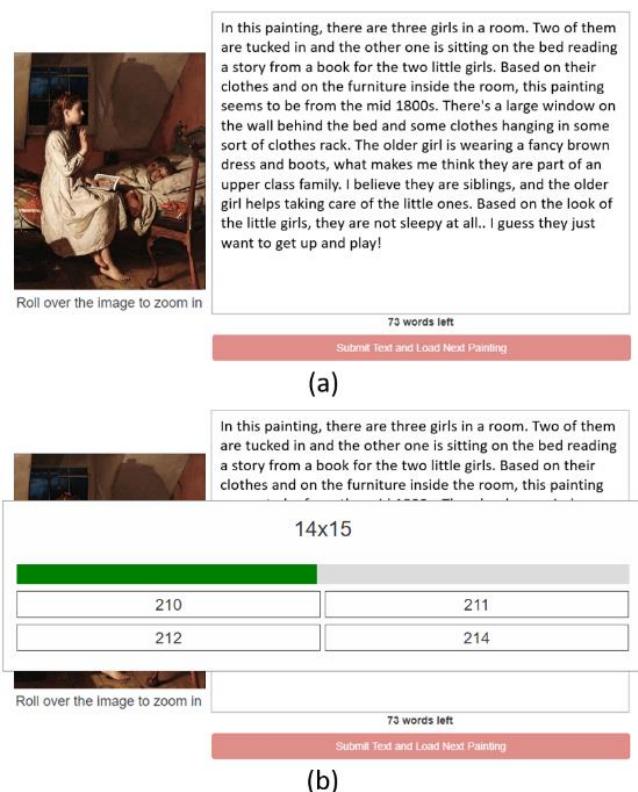 In this painting, there are three girls in a room. Two of them
are tucked in and the other one is sitting on the bed reading
a story from a book for the two little girls. Based on their
clothes and on the furniture inside the room, this painting
seems to be from the mid 1800s. There's a large window on
the wall behind the bed and some clothes hanging in some
sort of clothes rack. The older girl is wearing a fancy brown
dress and boots, what makes me think they are part of an
upper class family. I believe they are siblings, and the older
girl helps taking care of the little ones. Based on the look of
the little girls, they are not sleepy at all.. I guess they just
want to get up and play!
Roll over the image to zoom in
73 words left
Submit Text and Load Next Painting
(a)
In this painting, there are three girls in a room. Two of them
are tucked in and the other one is sitting on the bed reading
a story from a book for the two little girls. Based on their
clothes and on the furniture inside the room, this painting
14x15
210
211
212
214
Roll over the image to zoom in
73 words left
Submit Text and Load Next Painting
(b)